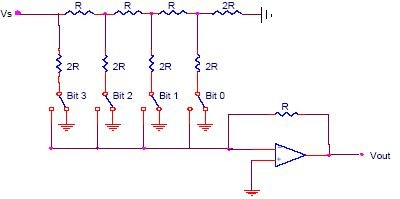 Vs R R R 2R
2R 2R 2R 2R
Bit 3 Bit 2 Bit 1 Bit 0
R
Vout